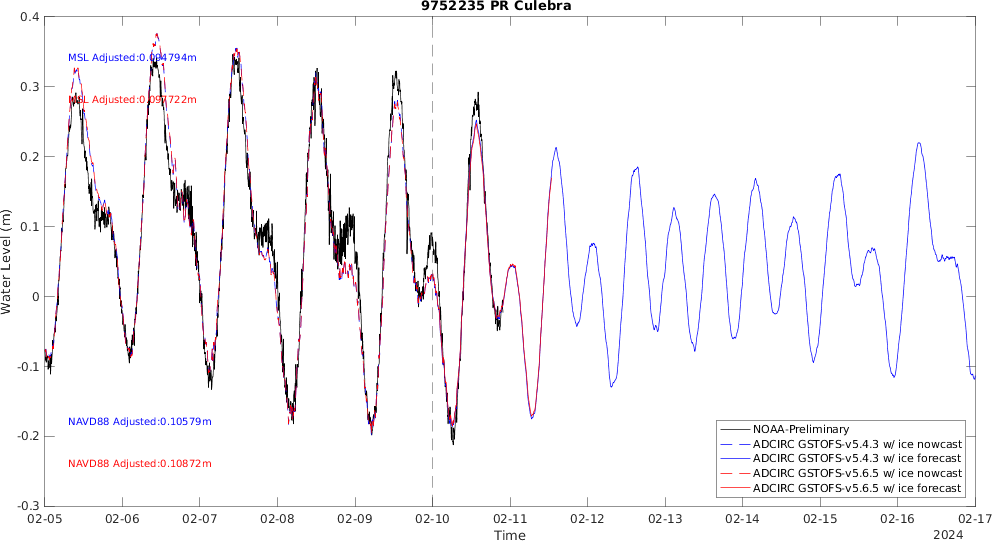 9752235 PR Culebra
0.4
0.3
0.2
0.1
0
-0.1
-0.2
-0.3
Water Level (m)
MSL Adjusted:0.094794m
MSL Adjusted:0.097722m
NAVD88 Adjusted:0.10579m
NAVD88 Adjusted:0.10872m
NOAA-Preliminary
ADCIRC GSTOFS-v5.4.3 w/ ice nowcast
ADCIRC GSTOFS-v5.4.3 w/ ice forecast
ADCIRC GSTOFS-v5.6.5 w/ ice nowcast
ADCIRC GSTOFS-v5.6.5 w/ ice forecast
02-05 02-06 02-07 02-08 02-09 02-10 02-11 02-12 02-13 02-14 02-15 02-16 02-17
Time
2024